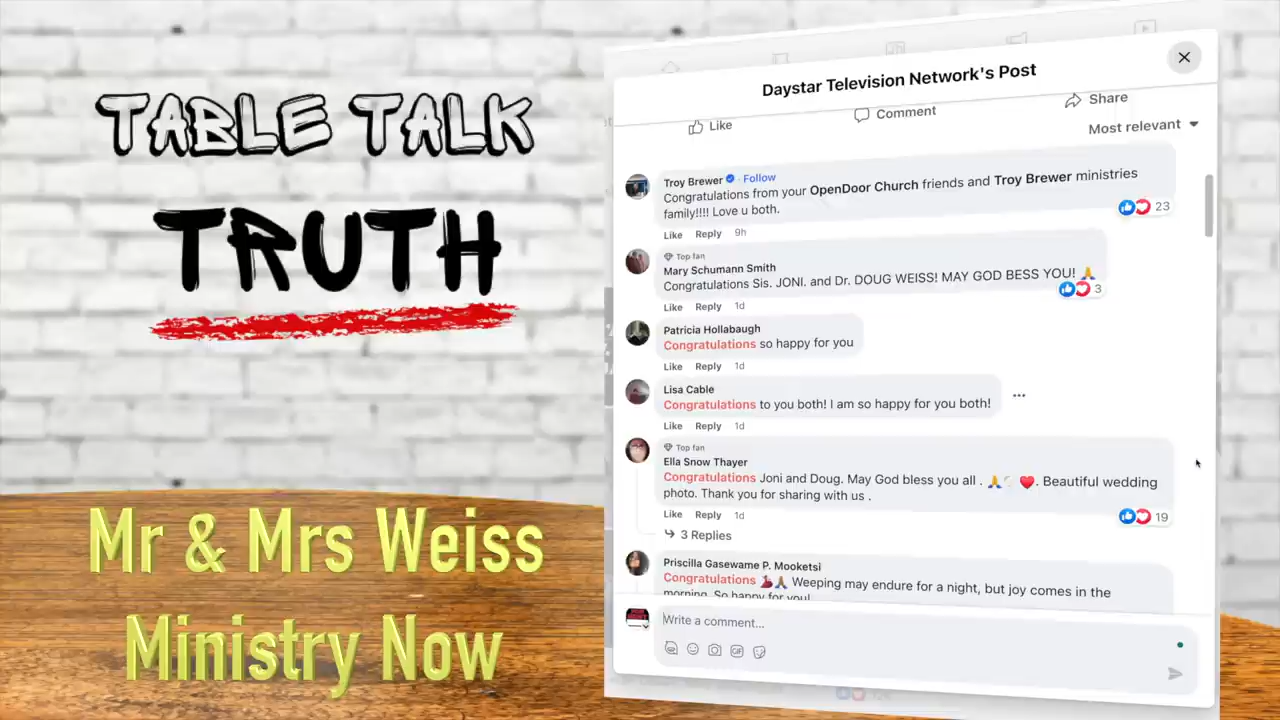 TABLE TALK
TRUTH
Mr & Mrs Weiss
Ministry Now
Daystar Television Network's Post
Like
Comment
Share
Most relevant
Troy Brewer · Follow
Congratulations from your OpenDoor Church friends and Troy Brewer ministries
family!!!! Love u both.
23
Like Reply 9h
Top fan
Mary Schumann Smith
Congratulations Sis. JONI. and Dr. DOUG WEISS! MAY GOD BESS YOU! 🙏
3
Like Reply 1d
Patricia Hollabaugh
Congratulations so happy for you
Like Reply 1d
Lisa Cable
Congratulations to you both! I am so happy for you both!
Like Reply 1d
Top fan
Ella Snow Thayer
Congratulations Joni and Doug. May God bless you all . 🙏 ❤️. Beautiful wedding
photo. Thank you for sharing with us .
19
Like Reply 1d
3 Replies
Priscilla Gasewame P. Mooketsi
Congratulations 💃🙏 Weeping may endure for a night, but joy comes in the
morning. So happy for you!
Write a comment...
GIF